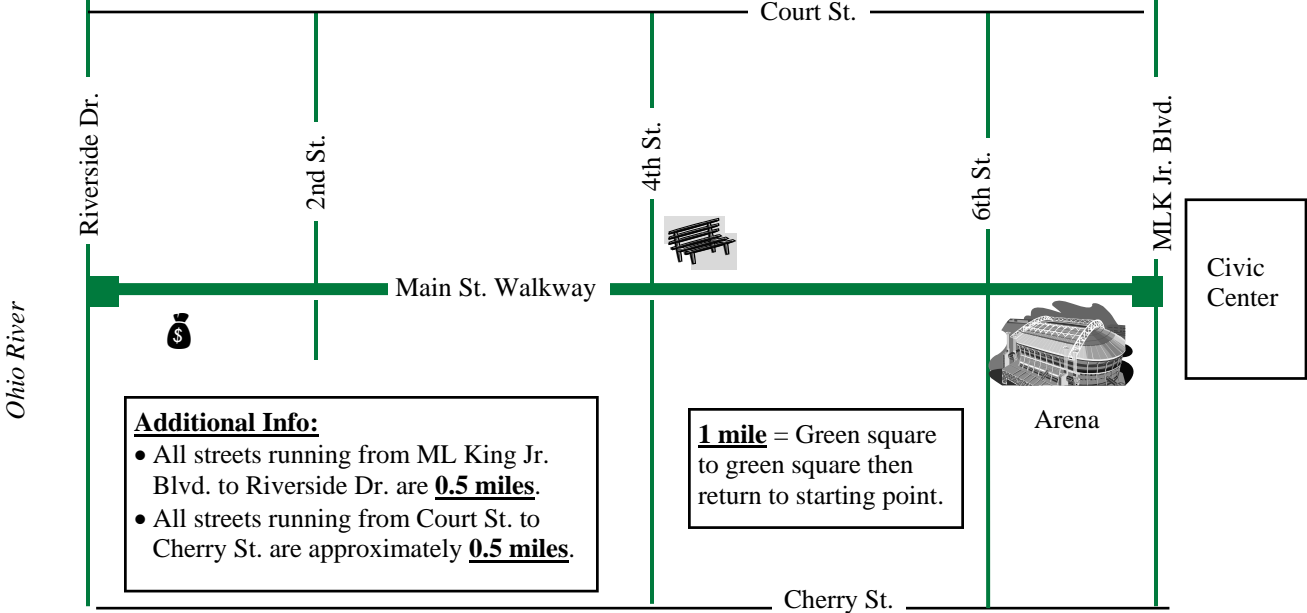 Court St.
Riverside Dr.
2nd St.
4th St.
6th St.
MLK Jr. Blvd.
Civic
Center
Main St. Walkway
Ohio River
$
Arena
Additional Info:
• All streets running from ML King Jr.
Blvd. to Riverside Dr. are 0.5 miles.
• All streets running from Court St. to
Cherry St. are approximately 0.5 miles.
1 mile = Green square
to green square then
return to starting point.
Cherry St.